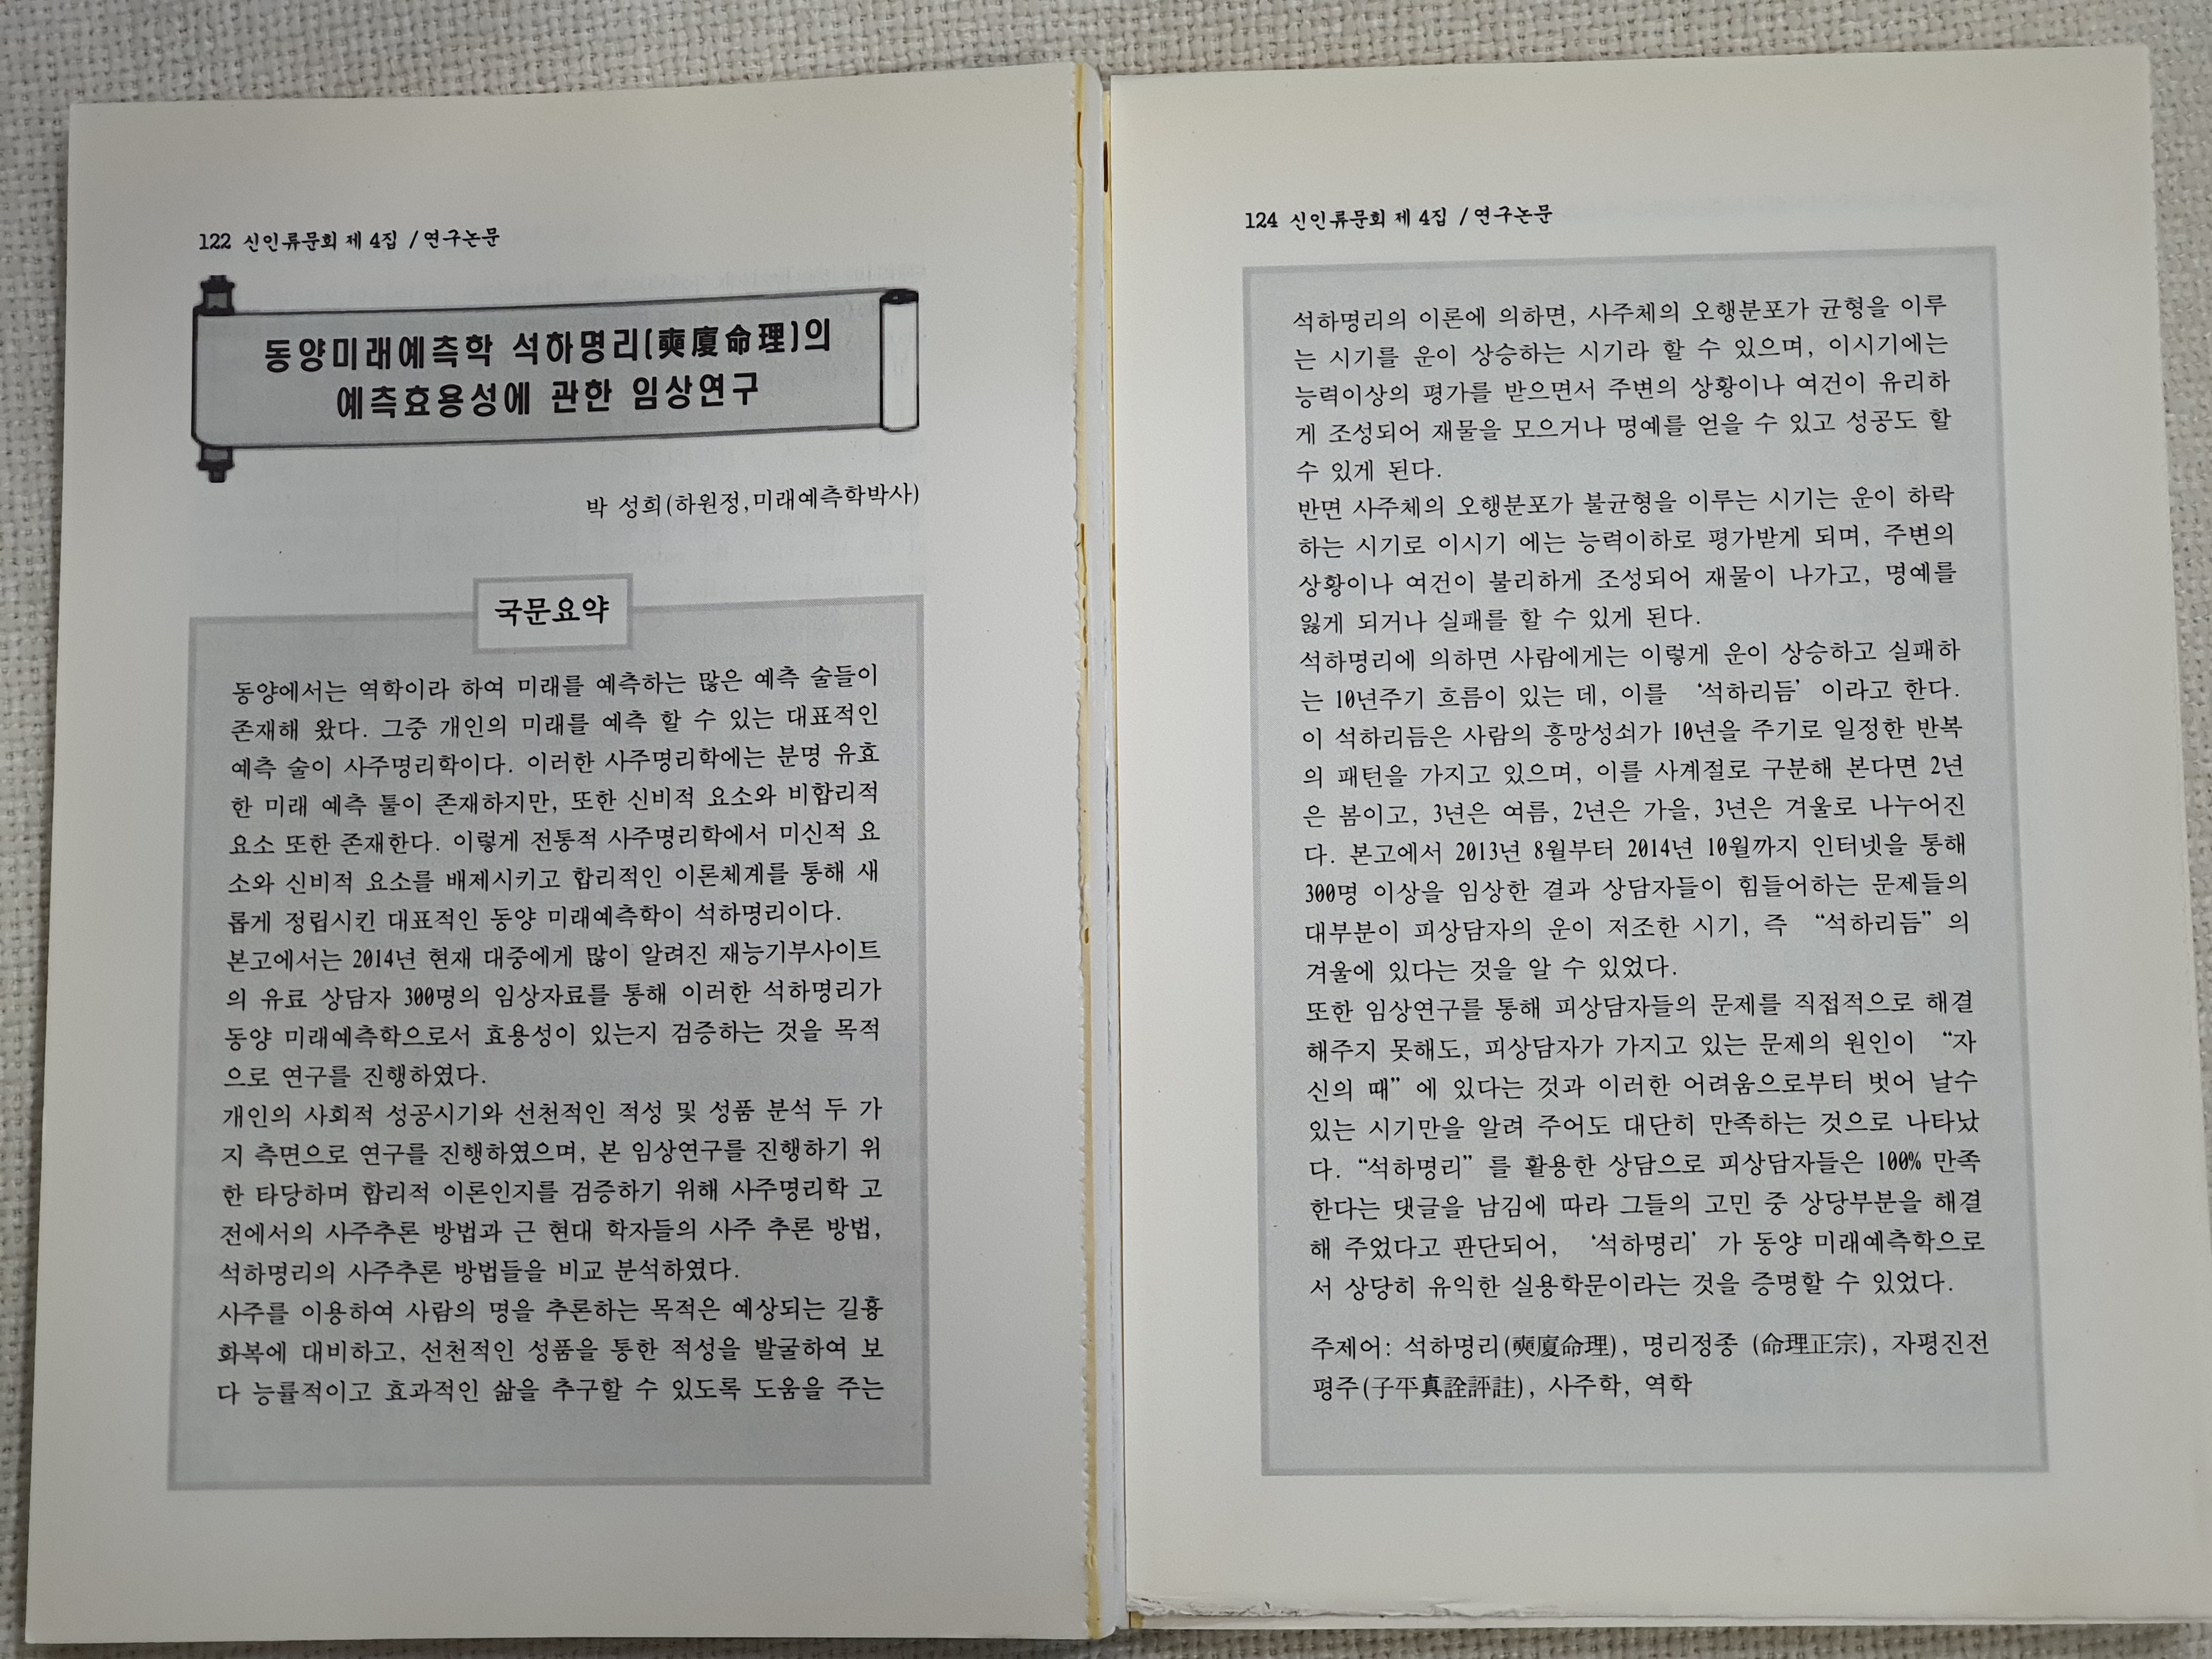 122 신인류문회 제 4집 /연구논문
동양미래예측학 석하명리(奭廈命理)의
예측효용성에 관한 임상연구
박 성희(하원정,미래예측학박사)
국문요약
동양에서는 역학이라 하여 미래를 예측하는 많은 예측 술들이
존재해 왔다. 그중 개인의 미래를 예측 할 수 있는 대표적인
예측 술이 사주명리학이다. 이러한 사주명리학에는 분명 유효
한 미래 예측 툴이 존재하지만, 또한 신비적 요소와 비합리적
요소 또한 존재한다. 이렇게 전통적 사주명리학에서 미신적 요
소와 신비적 요소를 배제시키고 합리적인 이론체계를 통해 새
롭게 정립시킨 대표적인 동양 미래예측학이 석하명리이다.
본고에서는 2014년 현재 대중에게 많이 알려진 재능기부사이트
의 유료 상담자 300명의 임상자료를 통해 이러한 석하명리가
동양 미래예측학으로서 효용성이 있는지 검증하는 것을 목적
으로 연구를 진행하였다.
개인의 사회적 성공시기와 선천적인 적성 및 성품 분석 두 가
지 측면으로 연구를 진행하였으며, 본 임상연구를 진행하기 위
한 타당하며 합리적 이론인지를 검증하기 위해 사주명리학 고
전에서의 사주추론 방법과 근 현대 학자들의 사주 추론 방법,
석하명리의 사주추론 방법들을 비교 분석하였다.
사주를 이용하여 사람의 명을 추론하는 목적은 예상되는 길흉
화복에 대비하고, 선천적인 성품을 통한 적성을 발굴하여 보
다 능률적이고 효과적인 삶을 추구할 수 있도록 도움을 주는
124 신인류문회 제 4집 /연구논문
석하명리의 이론에 의하면, 사주체의 오행분포가 균형을 이루
는 시기를 운이 상승하는 시기라 할 수 있으며, 이시기에는
능력이상의 평가를 받으면서 주변의 상황이나 여건이 유리하
게 조성되어 재물을 모으거나 명예를 얻을 수 있고 성공도 할
수 있게 된다.
반면 사주체의 오행분포가 불균형을 이루는 시기는 운이 하락
하는 시기로 이시기 에는 능력이하로 평가받게 되며, 주변의
상황이나 여건이 불리하게 조성되어 재물이 나가고, 명예를
잃게 되거나 실패를 할 수 있게 된다.
석하명리에 의하면 사람에게는 이렇게 운이 상승하고 실패하
는 10년주기 흐름이 있는 데, 이를 ‘석하리듬’ 이라고 한다.
이 석하리듬은 사람의 흥망성쇠가 10년을 주기로 일정한 반복
의 패턴을 가지고 있으며, 이를 사계절로 구분해 본다면 2년
은 봄이고, 3년은 여름, 2년은 가을, 3년은 겨울로 나누어진
다. 본고에서 2013년 8월부터 2014년 10월까지 인터넷을 통해
300명 이상을 임상한 결과 상담자들이 힘들어하는 문제들의
대부분이 피상담자의 운이 저조한 시기, 즉 “석하리듬” 의
겨울에 있다는 것을 알 수 있었다.
또한 임상연구를 통해 피상담자들의 문제를 직접적으로 해결
해주지 못해도, 피상담자가 가지고 있는 문제의 원인이 “자
신의 때” 에 있다는 것과 이러한 어려움으로부터 벗어 날수
있는 시기만을 알려 주어도 대단히 만족하는 것으로 나타났
다. “석하명리” 를 활용한 상담으로 피상담자들은 100% 만족
한다는 댓글을 남김에 따라 그들의 고민 중 상당부분을 해결
해 주었다고 판단되어, ‘석하명리’ 가 동양 미래예측학으로
서 상당히 유익한 실용학문이라는 것을 증명할 수 있었다.
주제어: 석하명리(奭廈命理), 명리정종 (命理正宗), 자평진전
평주(子平真詮評註), 사주학, 역학